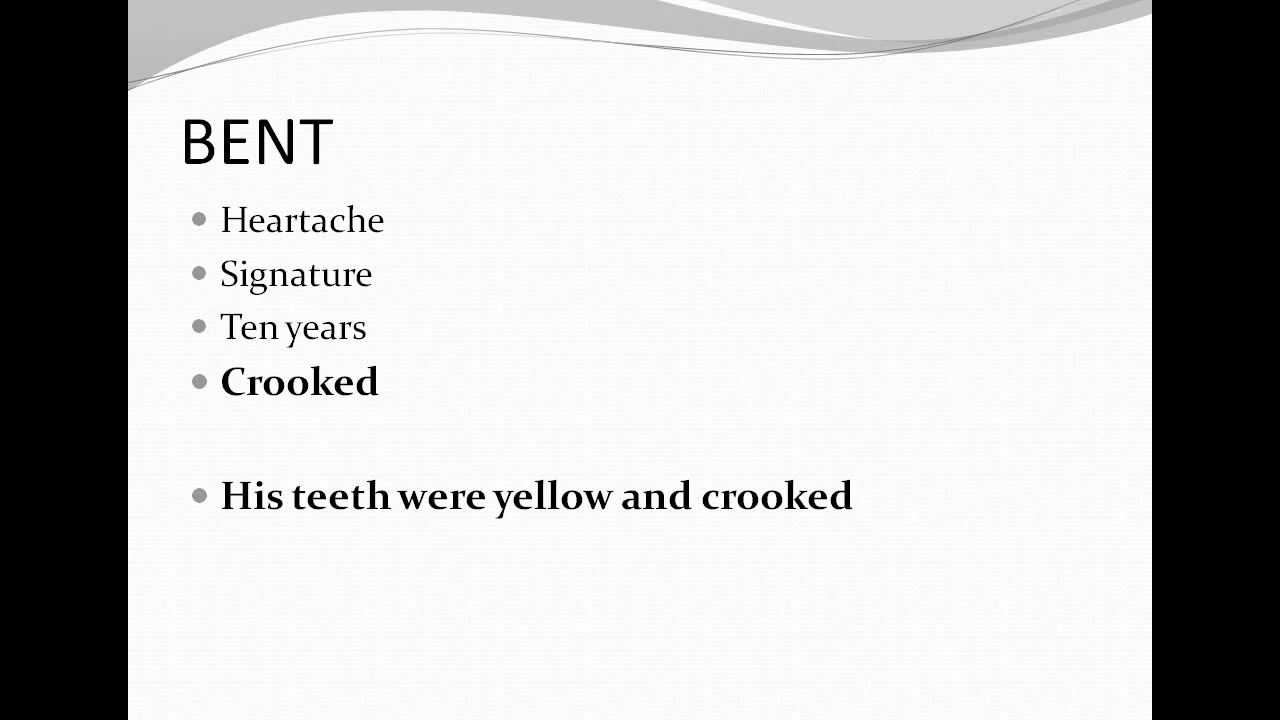 BENT
Heartache
Signature
Ten years
Crooked
His teeth were yellow and crooked